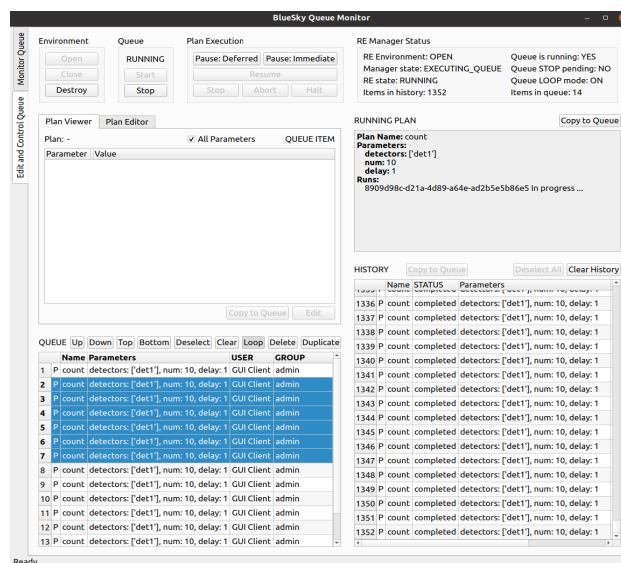 BlueSky Queue Monitor
Monitor Queue
Edit and Control Queue
Environment
Open
Close
Destroy
Queue
RUNNING
Start
Stop
Plan Execution
Pause: Deferred Pause: Immediate
Resume
Stop Abort Halt
RE Manager Status
RE Environment: OPEN Queue is running: YES
Manager state: EXECUTING_QUEUE Queue STOP pending: NO
RE state: RUNNING Queue LOOP mode: ON
Items in history: 1352 Items in queue: 14
Plan Viewer Plan Editor
Plan: - ✓ All Parameters QUEUE ITEM
Parameter Value
Copy to Queue Edit
QUEUE Up Down Top Bottom Deselect Clear Loop Delete Duplicate
Name Parameters USER GROUP
1 P count detectors: ['det1'], num: 10, delay: 1 GUI Client admin
2 P count detectors: ['det1'], num: 10, delay: 1 GUI Client admin
3 P count detectors: ['det1'], num: 10, delay: 1 GUI Client admin
4 P count detectors: ['det1'], num: 10, delay: 1 GUI Client admin
5 P count detectors: ['det1'], num: 10, delay: 1 GUI Client admin
6 P count detectors: ['det1'], num: 10, delay: 1 GUI Client admin
7 P count detectors: ['det1'], num: 10, delay: 1 GUI Client admin
8 P count detectors: ['det1'], num: 10, delay: 1 GUI Client admin
9 P count detectors: ['det1'], num: 10, delay: 1 GUI Client admin
10 P count detectors: ['det1'], num: 10, delay: 1 GUI Client admin
11 P count detectors: ['det1'], num: 10, delay: 1 GUI Client admin
12 P count detectors: ['det1'], num: 10, delay: 1 GUI Client admin
13 P count detectors: ['det1'], num: 10, delay: 1 GUI Client admin
RUNNING PLAN Copy to Queue
Plan Name: count
Parameters:
detectors: ['det1']
num: 10
delay: 1
Runs:
8909d98c-d21a-4d89-a64e-ad2b5e5b86e5 In progress ...
HISTORY Copy to Queue Deselect All Clear History
Name STATUS Parameters
1335 P count completed detectors: ['det1'], num: 10, delay: 1
1336 P count completed detectors: ['det1'], num: 10, delay: 1
1337 P count completed detectors: ['det1'], num: 10, delay: 1
1338 P count completed detectors: ['det1'], num: 10, delay: 1
1339 P count completed detectors: ['det1'], num: 10, delay: 1
1340 P count completed detectors: ['det1'], num: 10, delay: 1
1341 P count completed detectors: ['det1'], num: 10, delay: 1
1342 P count completed detectors: ['det1'], num: 10, delay: 1
1343 P count completed detectors: ['det1'], num: 10, delay: 1
1344 P count completed detectors: ['det1'], num: 10, delay: 1
1345 P count completed detectors: ['det1'], num: 10, delay: 1
1346 P count completed detectors: ['det1'], num: 10, delay: 1
1347 P count completed detectors: ['det1'], num: 10, delay: 1
1348 P count completed detectors: ['det1'], num: 10, delay: 1
1349 P count completed detectors: ['det1'], num: 10, delay: 1
1350 P count completed detectors: ['det1'], num: 10, delay: 1
1351 P count completed detectors: ['det1'], num: 10, delay: 1
1352 P count completed detectors: ['det1'], num: 10, delay: 1
Ready